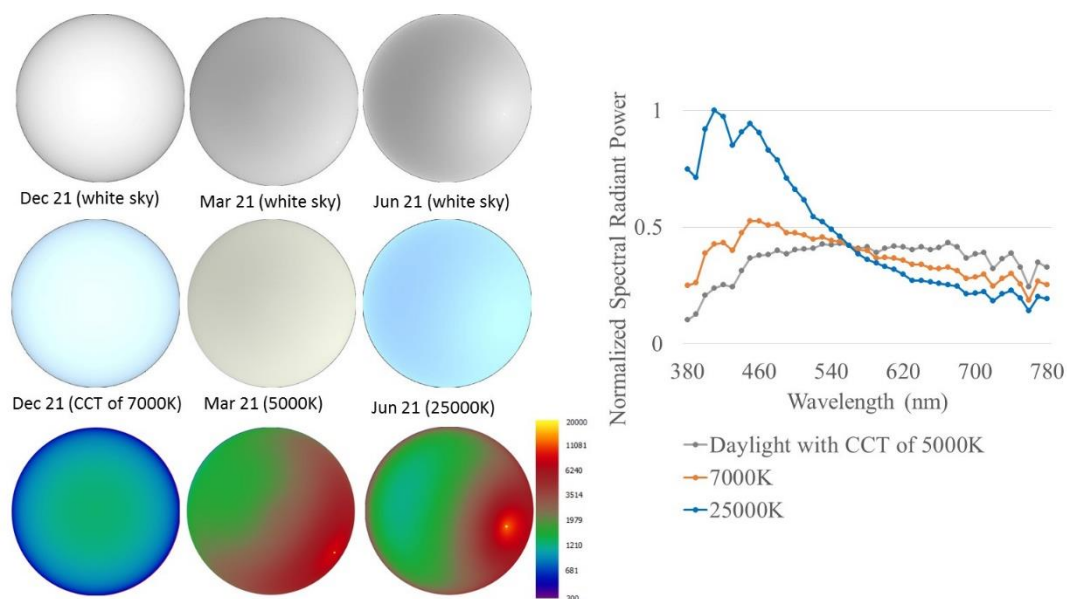 Dec 21 (white sky)
Mar 21 (white sky)
Jun 21 (white sky)
Dec 21 (CCT of 7000K)
Mar 21 (5000K)
Jun 21 (25000K)
20000
11081
6240
3514
1979
1210
681
200
Normalized Spectral Radiant Power
1
0.5
0
380 460 540 620 700 780
Wavelength (nm)
Daylight with CCT of 5000K
7000K
25000K